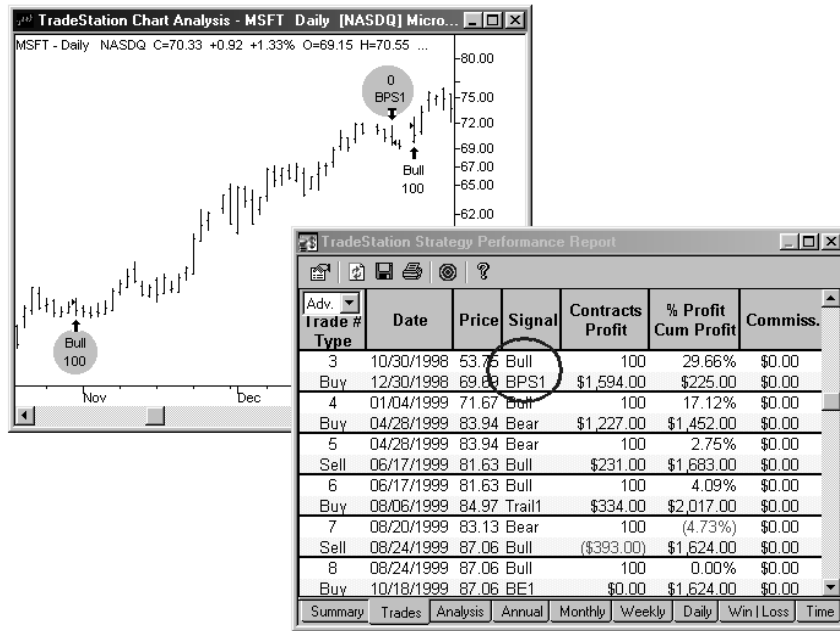 TradeStation Chart Analysis - MSFT Daily [NASDQ] Micro...
MSFT - Daily NASDQ C=70.33 +0.92 +1.33% O=69.15 H=70.55 ...
80.00
75.00
72.00
69.00
67.00
65.00
62.00
0
BPS1
Bull
100
Bull
100
Nov
Dec
TradeStation Strategy Performance Report
Adv.
Trade # Type Date Price Signal Contracts Profit % Profit Cum Profit Commiss.
3 10/30/1998 53.75 Bull 100 29.66% $0.00
Buy 12/30/1998 69.69 BPS1 $1,594.00 $225.00 $0.00
4 01/04/1999 71.67 Bull 100 17.12% $0.00
Buy 04/28/1999 83.94 Bear $1,227.00 $1,452.00 $0.00
5 04/28/1999 83.94 Bear 100 2.75% $0.00
Sell 06/17/1999 81.63 Bull $231.00 $1,683.00 $0.00
6 06/17/1999 81.63 Bull 100 4.09% $0.00
Buy 08/06/1999 84.97 Trail1 $334.00 $2,017.00 $0.00
7 08/20/1999 83.13 Bear 100 (4.73%) $0.00
Sell 08/24/1999 87.06 Bull ($393.00) $1,624.00 $0.00
8 08/24/1999 87.06 Bull 100 0.00% $0.00
Buy 10/18/1999 87.06 BE1 $0.00 $1,624.00 $0.00
Summary Trades Analysis Annual Monthly Weekly Daily Win | Loss Time